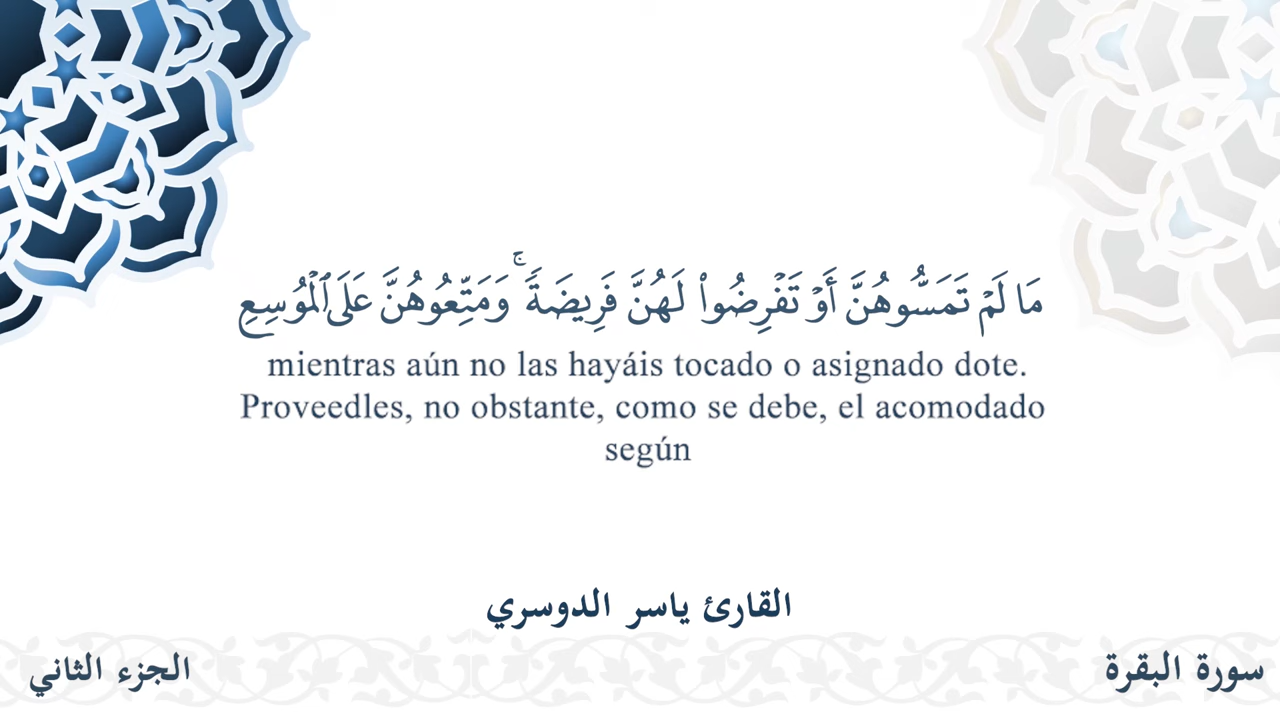 مَا لَمْ تَمَسُّوهُنَّ أَوْ تَفْرِضُوا۟ لَهُنَّ فَرِيضَةً ۚ وَمَتِّعُوهُنَّ عَلَى ٱلْمُوسِعِ
mientras aún no las hayáis tocado o asignado dote.
Proveedles, no obstante, como se debe, el acomodado
según
القارئ ياسر الدوسري
سورة البقرة
الجزء الثاني